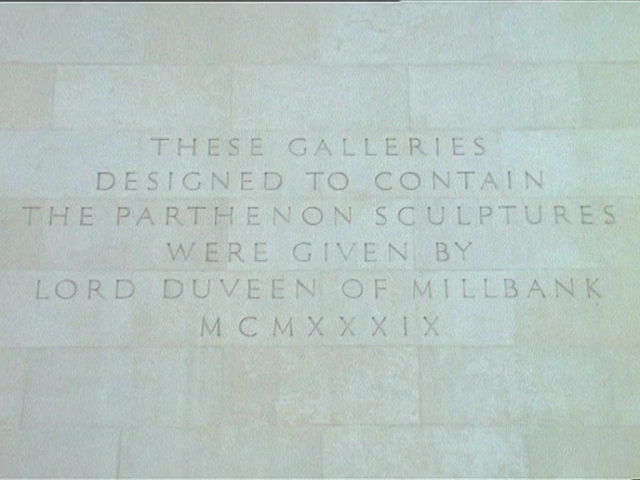 THESE GALLERIES
DESIGNED TO CONTAIN
THE PARTHENON SCULPTURES
WERE GIVEN BY
LORD DUVEEN OF MILLBANK
MCMXXXIX